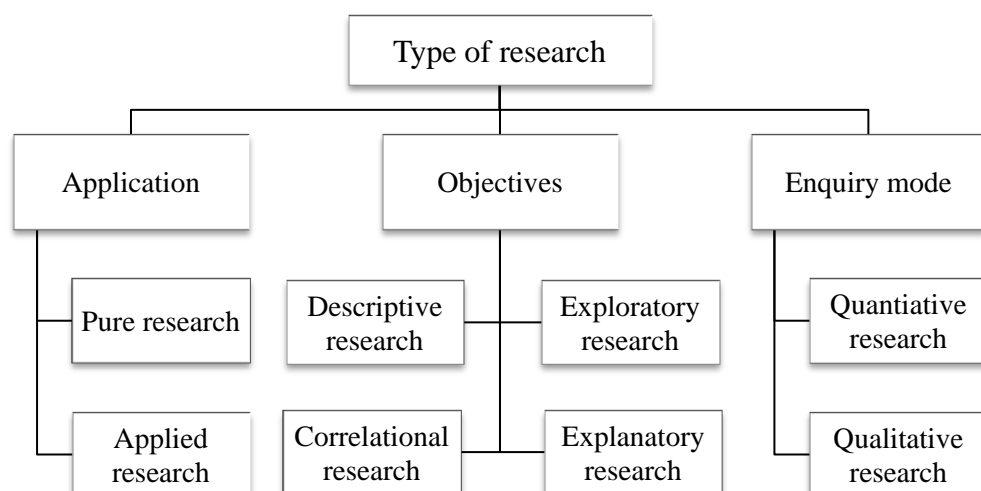 Type of research
Application
Objectives
Enquiry mode
Pure research
Descriptive
research
Exploratory
research
Quantiative
research
Applied
research
Correlational
research
Explanatory
research
Qualitative
research